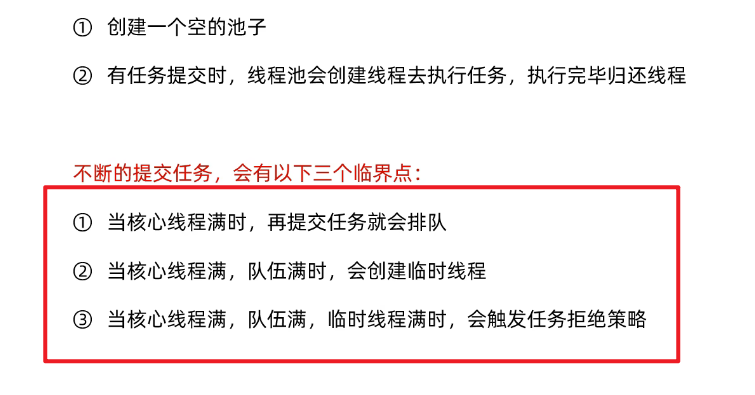 ① 创建一个空的池子
② 有任务提交时，线程池会创建线程去执行任务，执行完毕归还线程
不断的提交任务，会有以下三个临界点：
① 当核心线程满时，再提交任务就会排队
② 当核心线程满，队伍满时，会创建临时线程
③ 当核心线程满，队伍满，临时线程满时，会触发任务拒绝策略